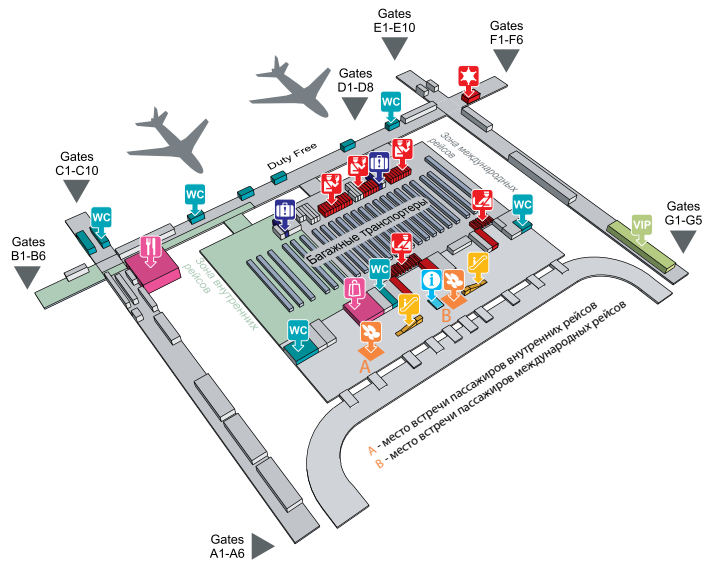 Gates
E1-E10
Gates
F1-F6
Gates
D1-D8
WC
Duty Free
Зона международных
рейсов
Gates
C1-C10
WC
WC
Gates
G1-G5
WC
VIP
Gates
B1-B6
Багажные транспортеры
Зона внутренних
рейсов
WC
i
B
WC
A
A - место встречи пассажиров внутренних рейсов
B - место встречи пассажиров международных рейсов
Gates
A1-A6